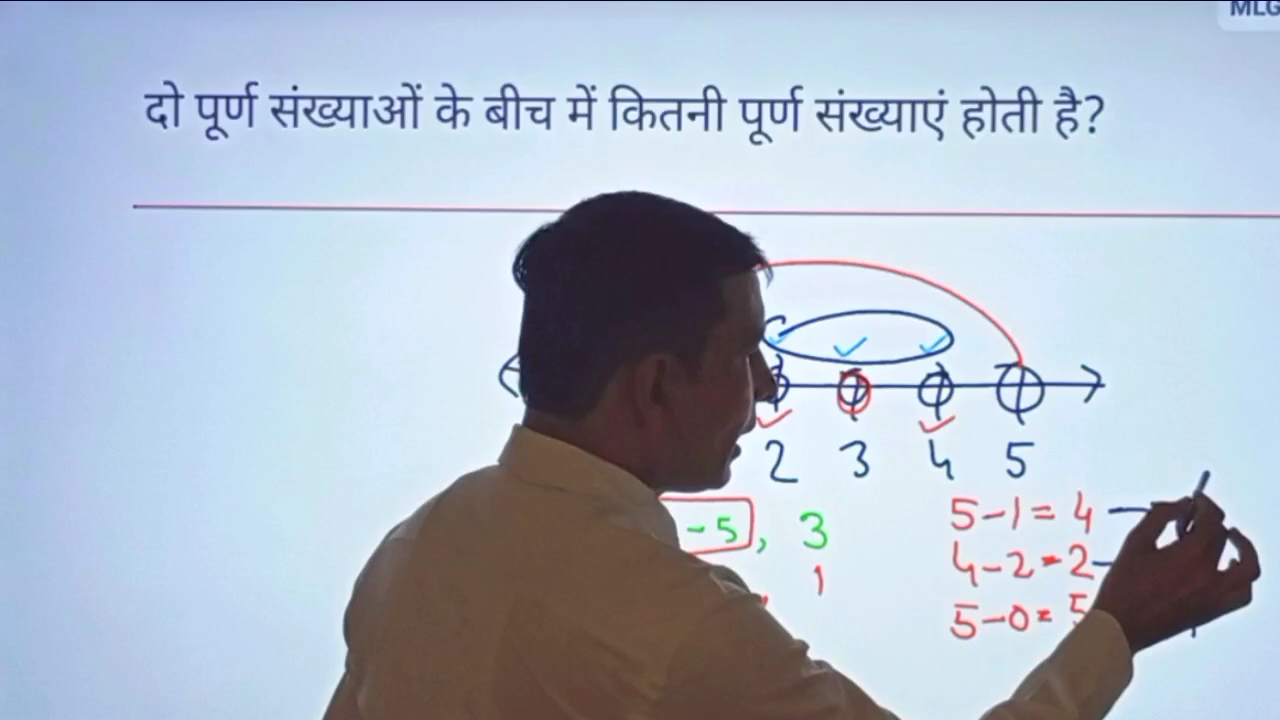 MLG
दो पूर्ण संख्याओं के बीच में कितनी पूर्ण संख्याएं होती है?
2 3 4 5
-5, 3
1
5-1=4
4-2=2
5-0=5